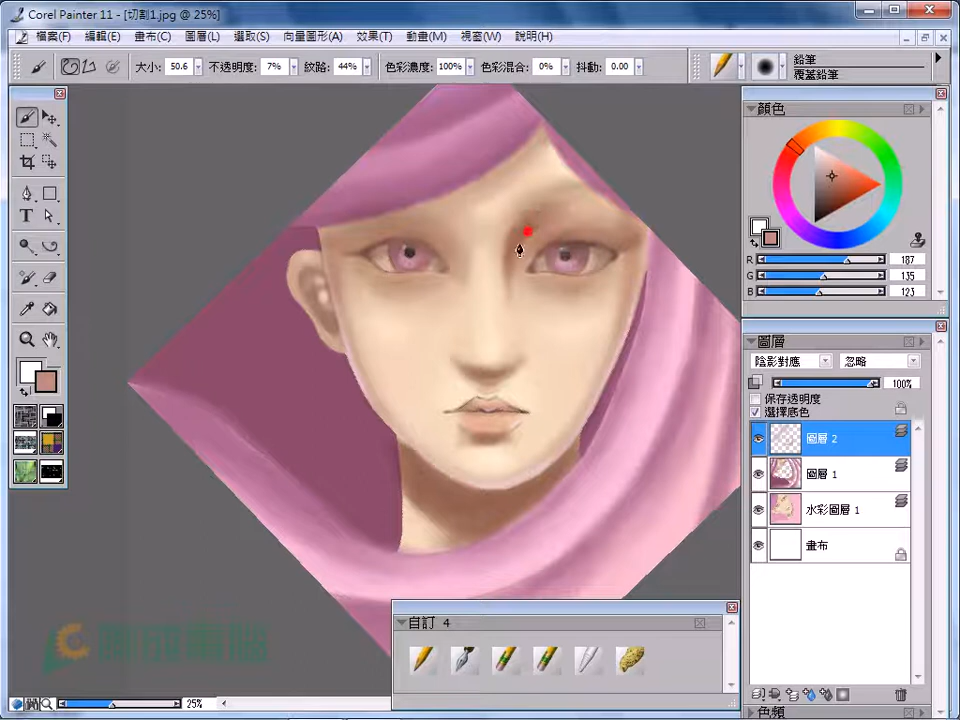 Corel Painter 11 - [切割1.jpg @ 25%]
檔案(F) 編輯(E) 畫布(C) 圖層(L) 選取(S) 向量圖形(A) 效果(T) 動畫(M) 視窗(W) 說明(H)
大小: 50.6 不透明度: 7% 紋路: 44% 色彩濃度: 100% 色彩混合: 0% 抖動: 0.00
鉛筆
覆蓋鉛筆
顏色
R 187
G 135
B 123
圖層
陰影對應 忽略
100%
保存透明度
選擇底色
圖層 2
圖層 1
水彩圖層 1
畫布
自訂 4
25%
色頻